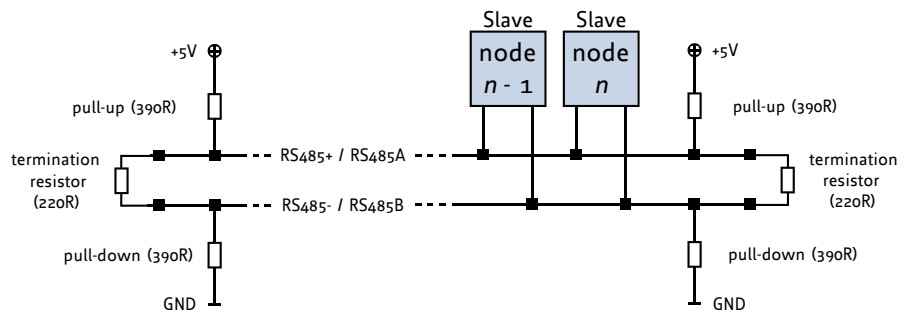 Slave
Slave
+5V
node
n - 1
node
n
+5V
pull-up (390R)
pull-up (390R)
termination
resistor
(220R)
RS485+ / RS485A
termination
resistor
(220R)
RS485- / RS485B
pull-down (390R)
pull-down (390R)
GND
GND